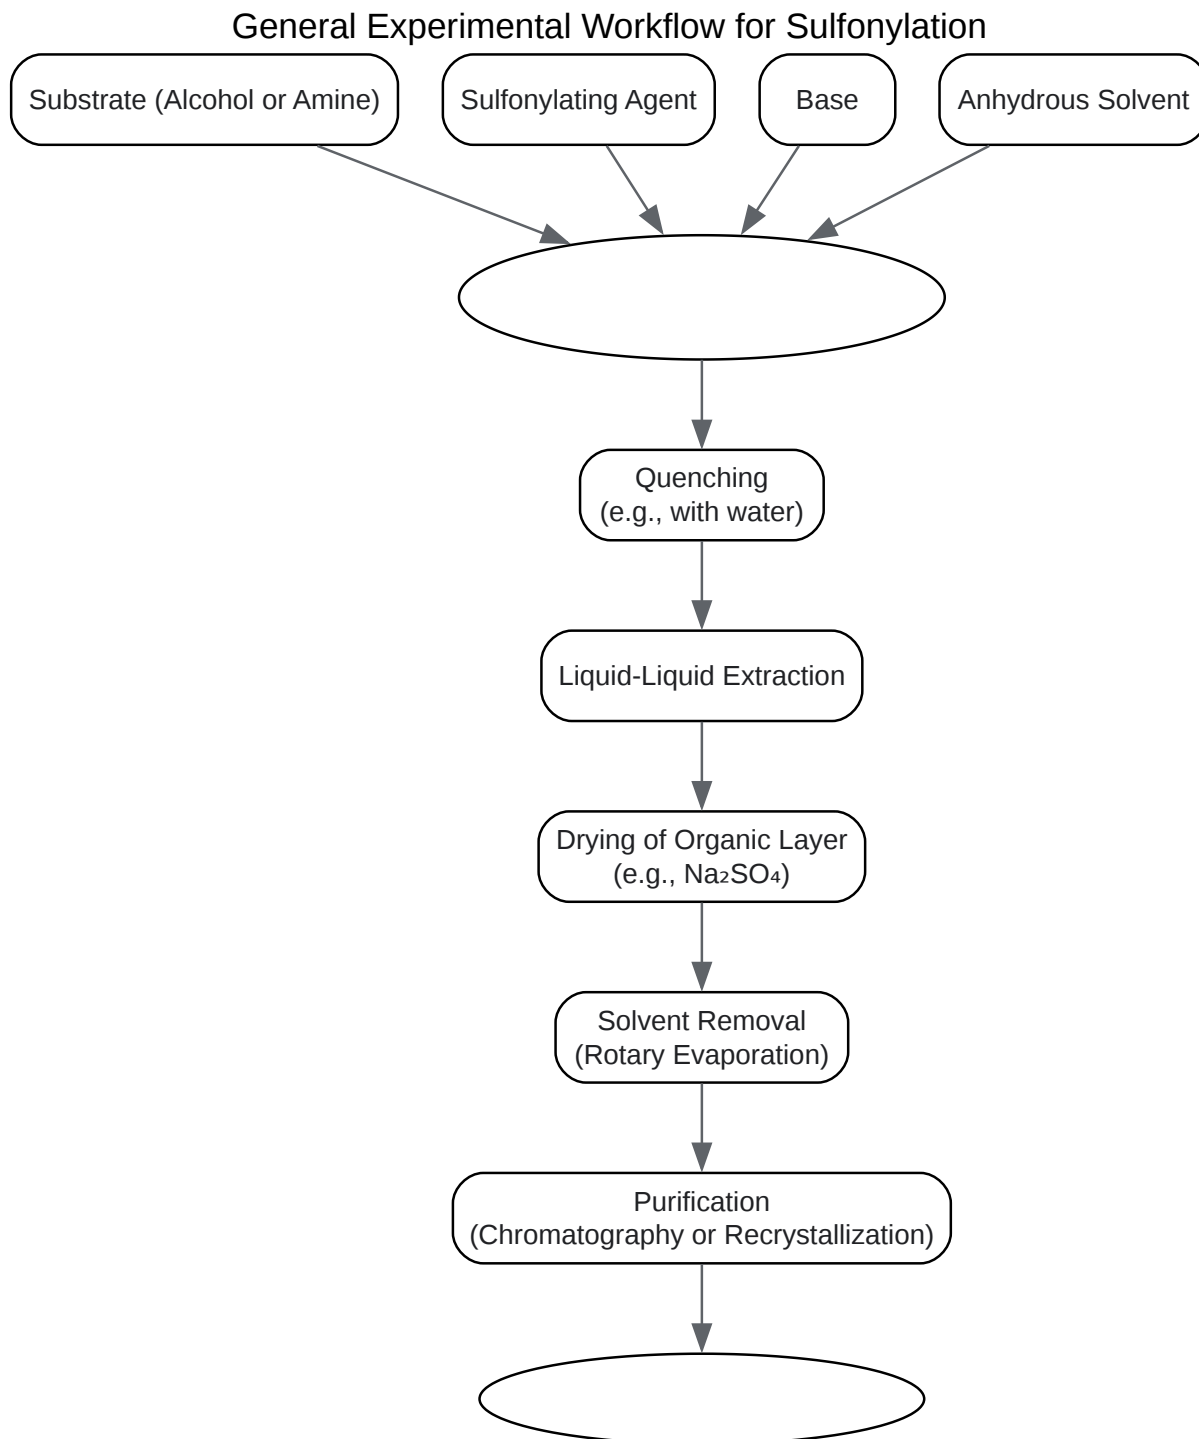 General Experimental Workflow for Sulfonylation
Substrate (Alcohol or Amine)
Sulfonylating Agent
Base
Anhydrous Solvent
Quenching
(e.g., with water)
Liquid-Liquid Extraction
Drying of Organic Layer
(e.g., Na₂SO₄)
Solvent Removal
(Rotary Evaporation)
Purification
(Chromatography or Recrystallization)